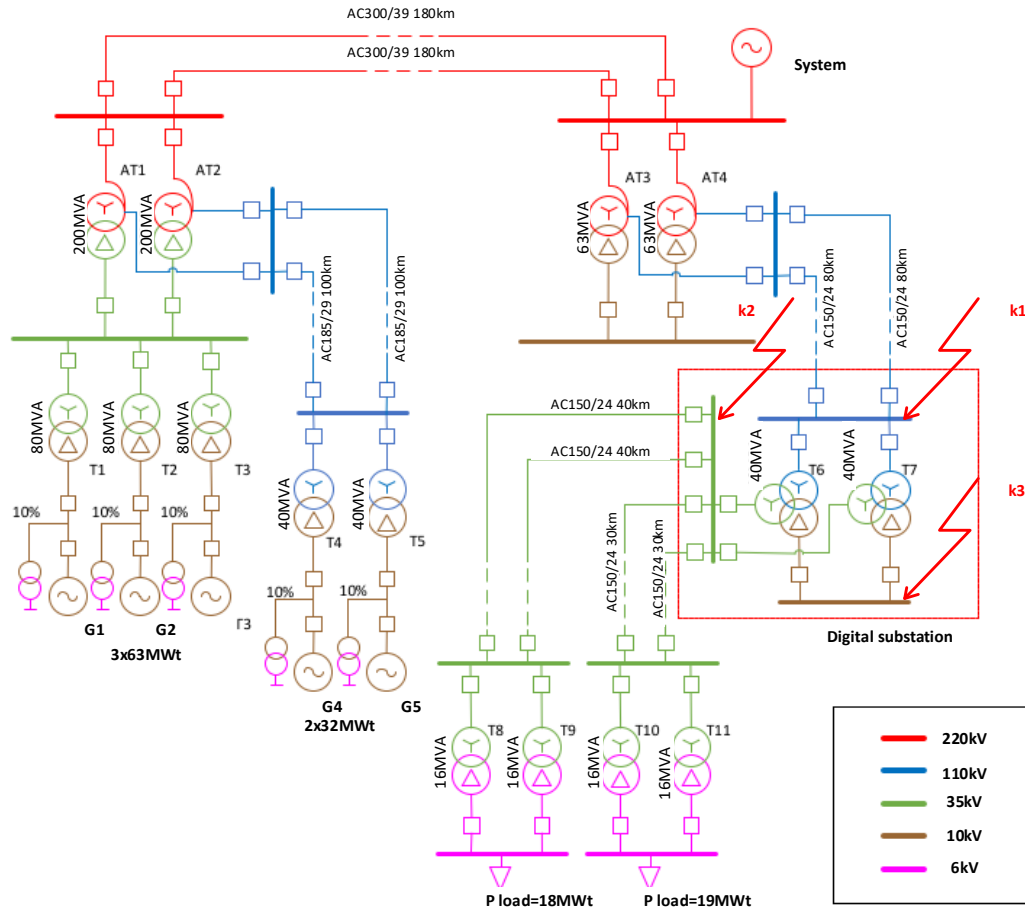 AC300/39 180km
AC300/39 180km
System
AT1
AT2
200MVA
200MVA
AT3
AT4
63MVA
63MVA
AC185/29 100km
AC185/29 100km
AC150/24 80km
AC150/24 80km
k2
k1
80MVA
80MVA
80MVA
T1
T2
T3
AC150/24 40km
AC150/24 40km
40MVA
40MVA
T6
T7
k3
40MVA
40MVA
T4
T5
10%
10%
10%
AC150/24 30km
AC150/24 30km
10%
10%
G1
G2
Г3
3x63MWt
Digital substation
G4
G5
2x32MWt
T8
T9
T10
T11
16MVA
16MVA
16MVA
16MVA
220kV
110kV
35kV
10kV
6kV
P load=18MWt
P load=19MWt